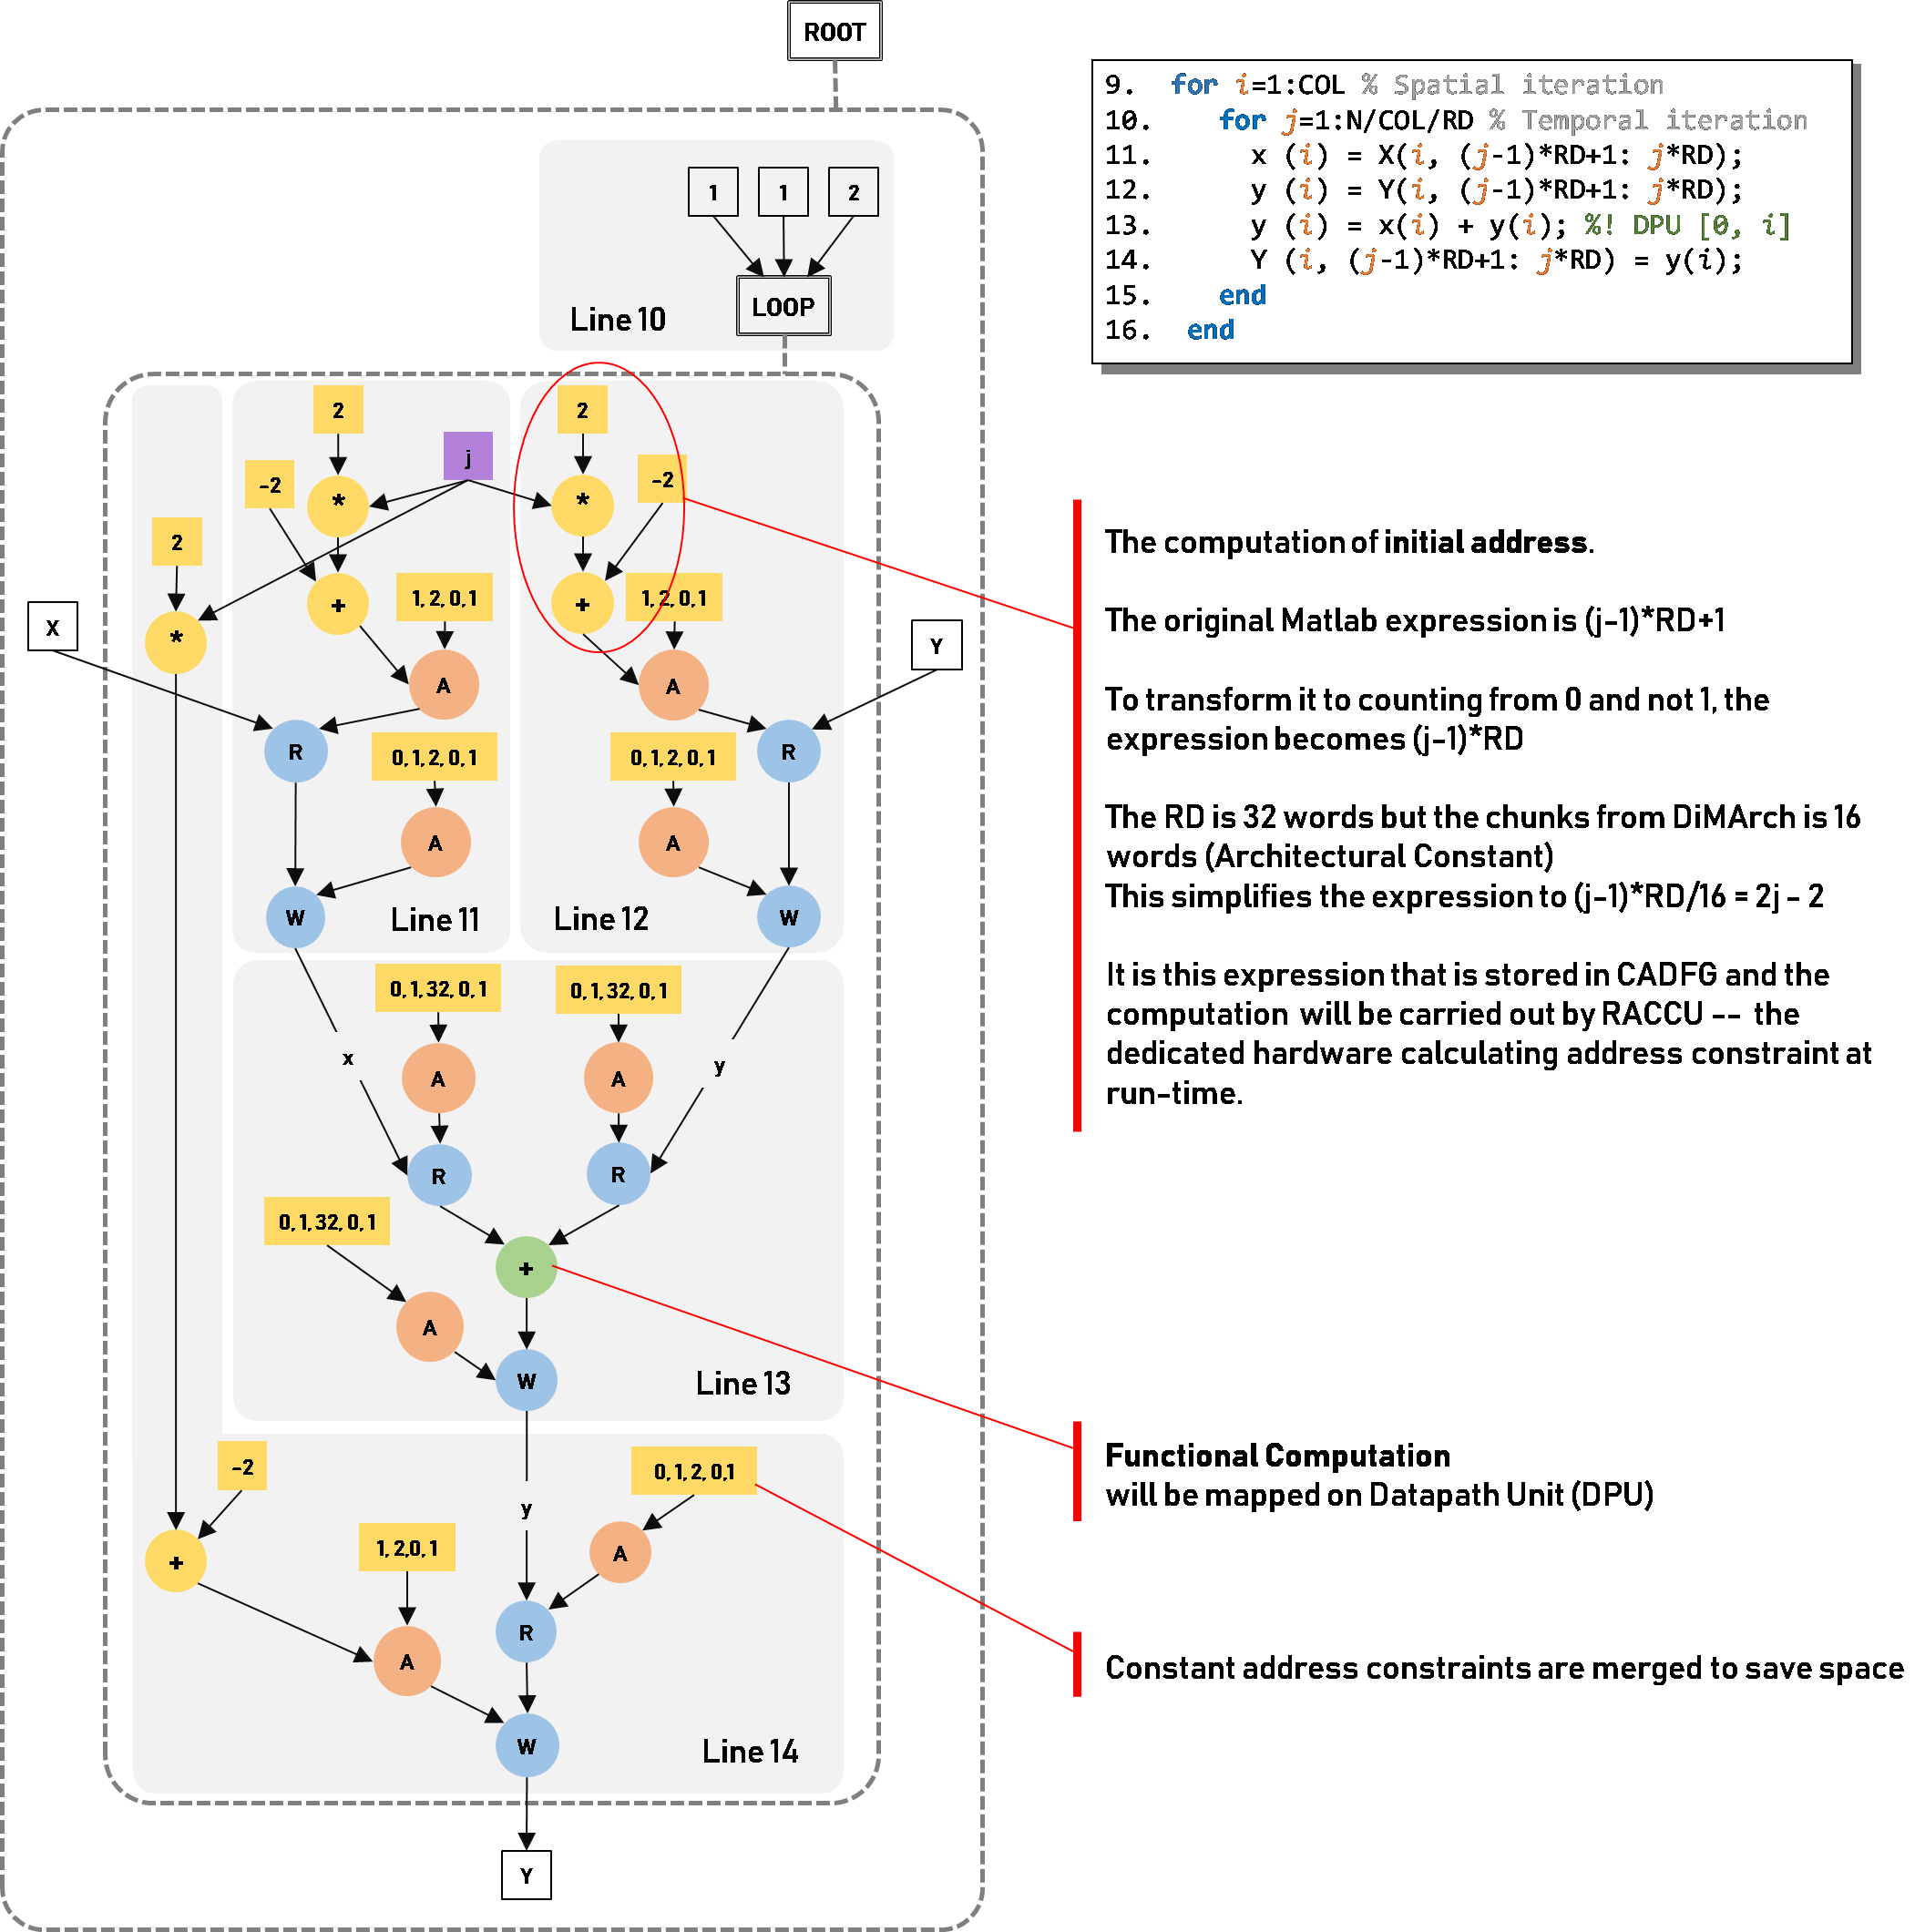 ROOT
9. for i=1:COL % Spatial iteration
10. for j=1:N/COL/RD % Temporal iteration
11. x (i) = X(i, (j-1)*RD+1: j*RD);
12. y (i) = Y(i, (j-1)*RD+1: j*RD);
13. y (i) = x(i) + y(i); %! DPU [0, i]
14. Y (i, (j-1)*RD+1: j*RD) = y(i);
15. end
16. end
1 1 2
LOOP
Line 10
2 2
j
-2 * * -2
2
+ 1, 2, 0, 1 + 1, 2, 0, 1
X * Y
A A
R 0, 1, 2, 0, 1 0, 1, 2, 0, 1 R
A A
W Line 11 Line 12 W
0, 1, 32, 0, 1 0, 1, 32, 0, 1
x A A y
R R
0, 1, 32, 0, 1
+
A
W Line 13
-2 0, 1, 2, 0,1
y
+ 1, 2,0, 1 A
R
A
W Line 14
Y
The computation of initial address.
The original Matlab expression is (j-1)*RD+1
To transform it to counting from 0 and not 1, the
expression becomes (j-1)*RD
The RD is 32 words but the chunks from DiMArch is 16
words (Architectural Constant)
This simplifies the expression to (j-1)*RD/16 = 2j - 2
It is this expression that is stored in CADFG and the
computation will be carried out by RACCU -- the
dedicated hardware calculating address constraint at
run-time.
Functional Computation
will be mapped on Datapath Unit (DPU)
Constant address constraints are merged to save space